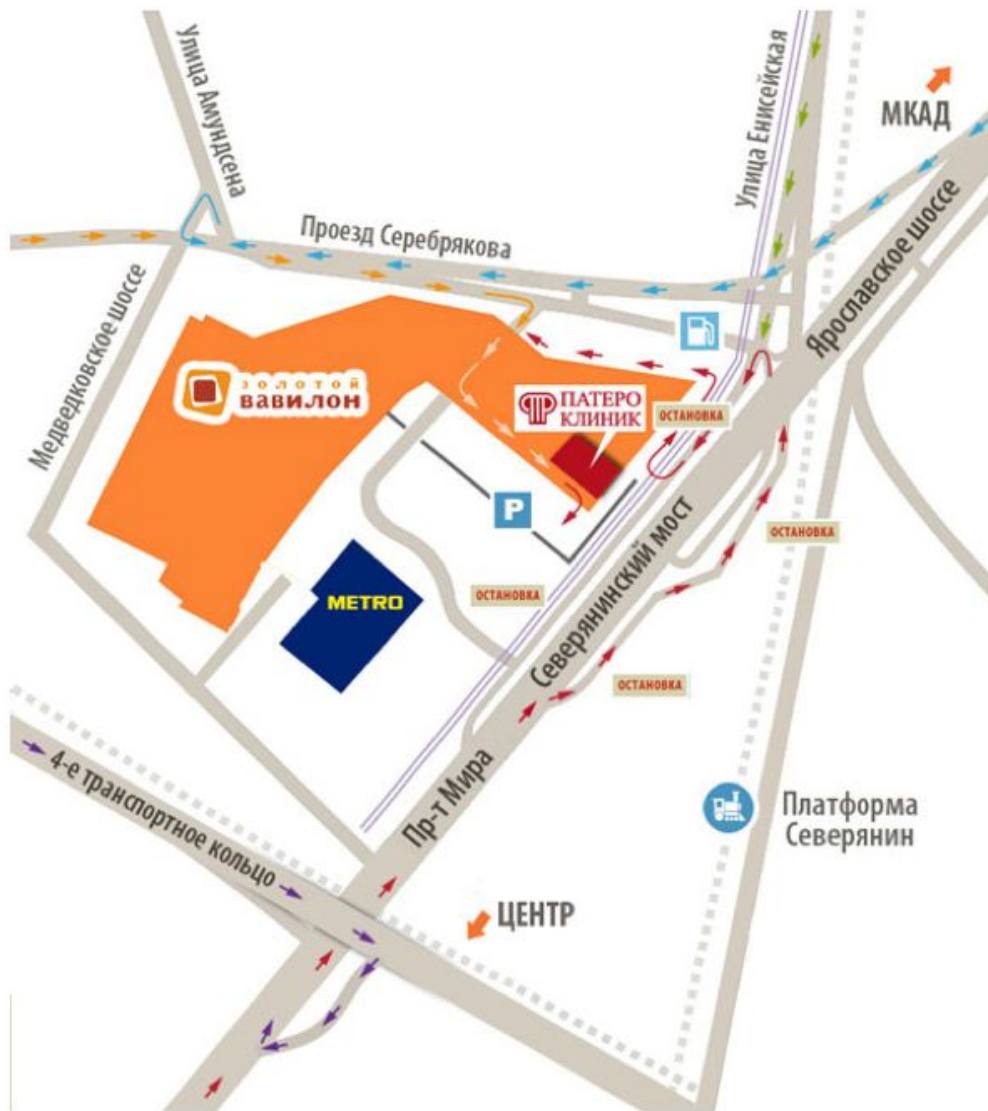 Улица Амундсена
Улица Енисейская
МКАД
Проезд Серебрякова
Медведковское шоссе
Ярославское шоссе
ЗОЛОТОЙ
ВАВИЛОН
ПАТЕРО
КЛИНИК
ОСТАНОВКА
P
ОСТАНОВКА
METRO
ОСТАНОВКА
Северянинский мост
ОСТАНОВКА
Пр-т Мира
4-е транспортное кольцо
Платформа
Северянин
ЦЕНТР